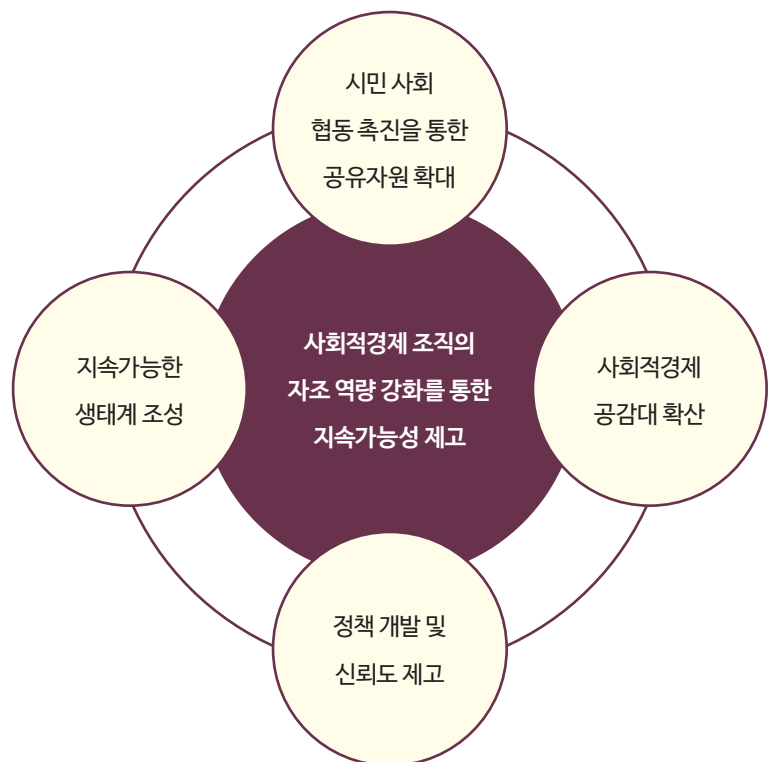 시민 사회
협동 촉진을 통한
공유자원 확대
지속가능한
생태계 조성
사회적경제 조직의
자조 역량 강화를 통한
지속가능성 제고
사회적경제
공감대 확산
정책 개발 및
신뢰도 제고